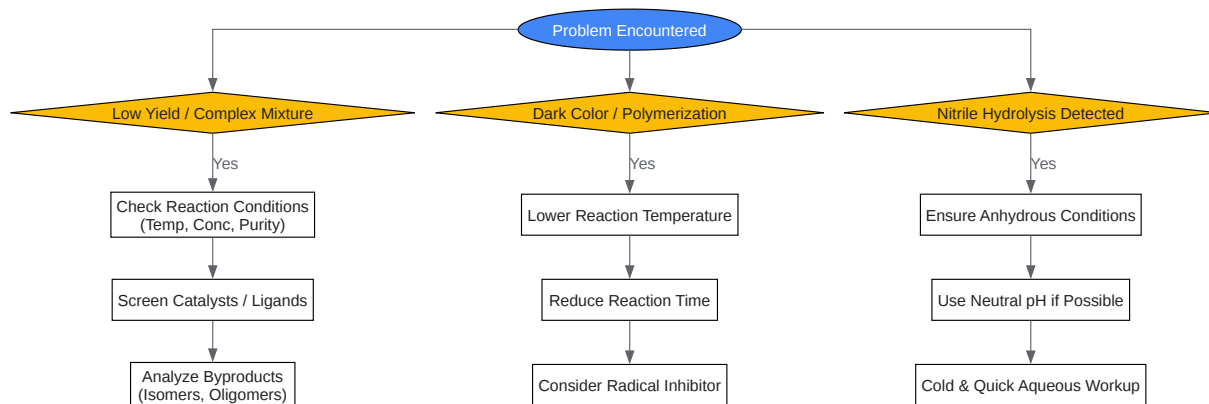 Problem Encountered
Low Yield / Complex Mixture
Dark Color / Polymerization
Nitrile Hydrolysis Detected
Yes
Yes
Yes
Check Reaction Conditions
(Temp, Conc, Purity)
Lower Reaction Temperature
Ensure Anhydrous Conditions
Screen Catalysts / Ligands
Reduce Reaction Time
Use Neutral pH if Possible
Analyze Byproducts
(Isomers, Oligomers)
Consider Radical Inhibitor
Cold & Quick Aqueous Workup